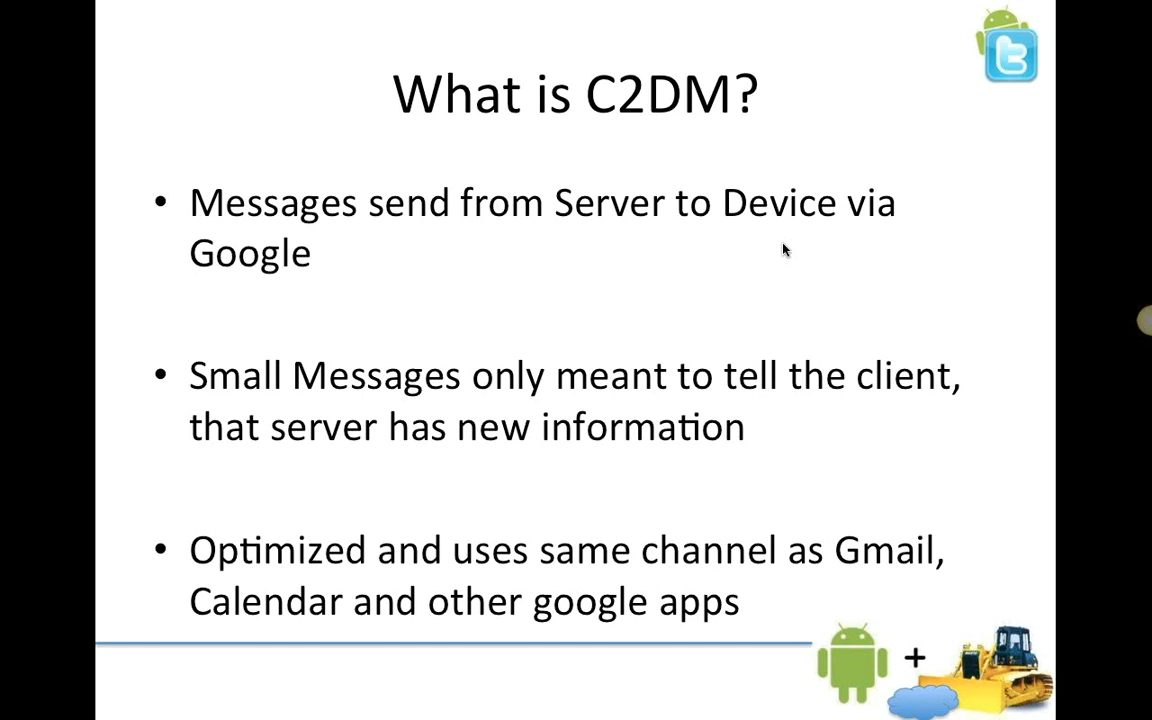 What is C2DM?
• Messages send from Server to Device via
Google
• Small Messages only meant to tell the client,
that server has new information
• Optimized and uses same channel as Gmail,
Calendar and other google apps
+